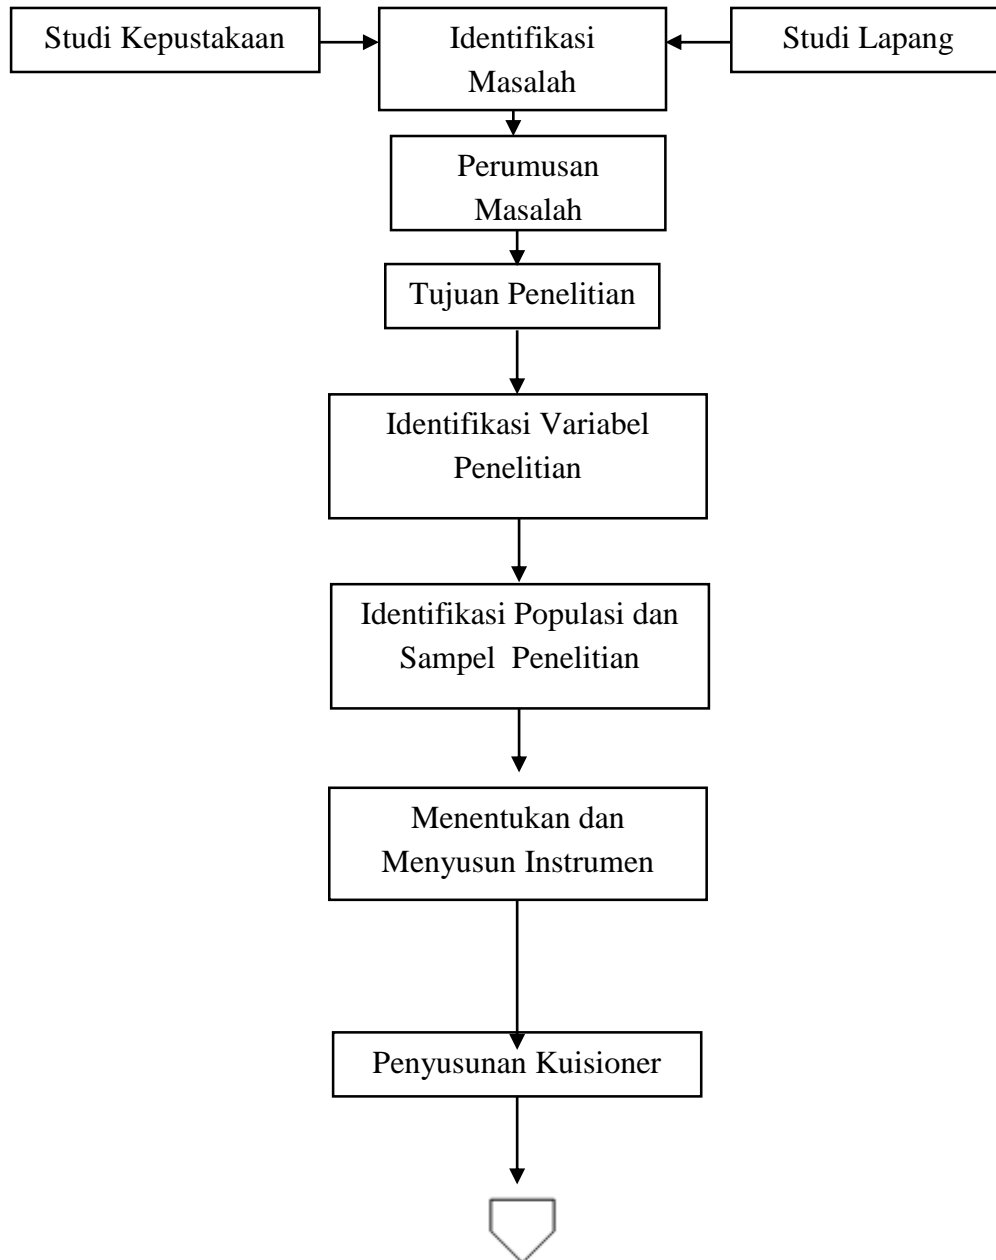 Studi Kepustakaan
Identifikasi
Masalah
Studi Lapang
Perumusan
Masalah
Tujuan Penelitian
Identifikasi Variabel
Penelitian
Identifikasi Populasi dan
Sampel  Penelitian
Menentukan dan
Menyusun Instrumen
Penyusunan Kuisioner